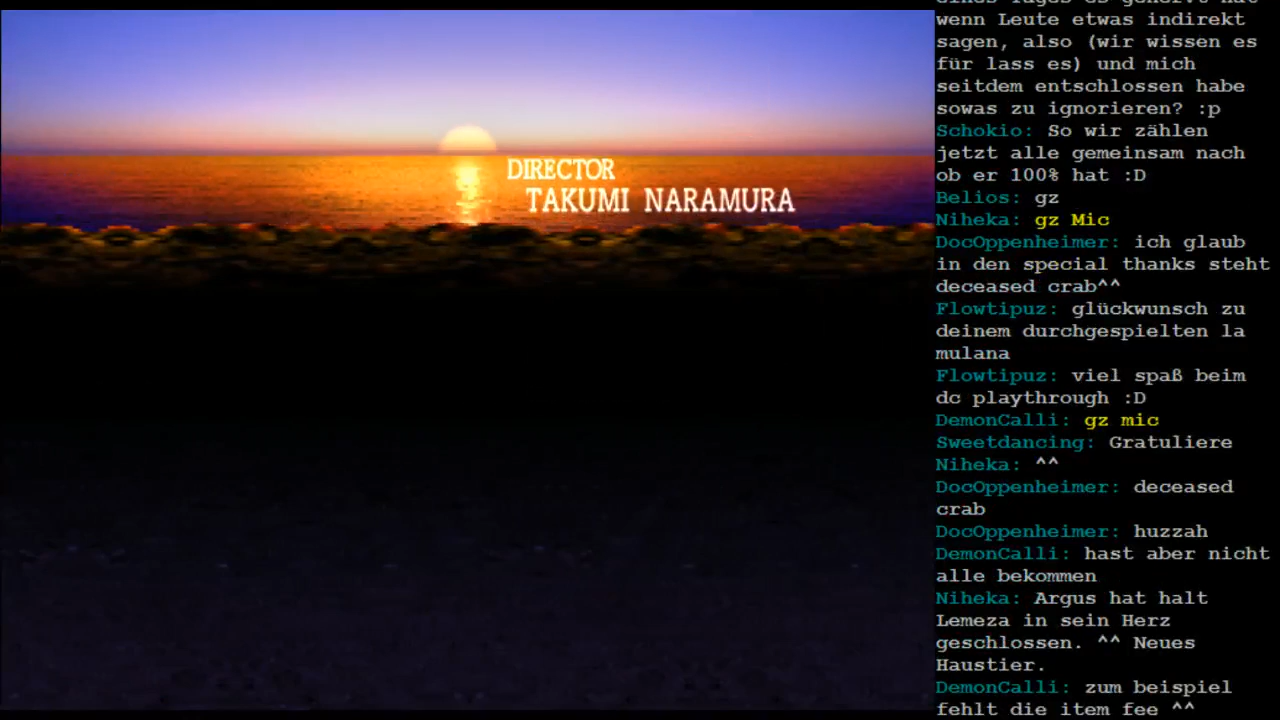 DIRECTOR
TAKUMI NARAMURA
wenn Leute etwas indirekt
sagen, also (wir wissen es
für lass es) und mich
seitdem entschlossen habe
sowas zu ignorieren? :p
Schokio: So wir zählen
jetzt alle gemeinsam nach
ob er 100% hat :D
Belios: gz
Niheka: gz Mic
DocOppenheimer: ich glaub
in den special thanks steht
deceased crab^^
Flowtipuz: glückwunsch zu
deinem durchgespielten la
mulana
Flowtipuz: viel spaß beim
dc playthrough :D
DemonCalli: gz mic
Sweetdancing: Gratuliere
Niheka: ^^
DocOppenheimer: deceased
crab
DocOppenheimer: huzzah
DemonCalli: hast aber nicht
alle bekommen
Niheka: Argus hat halt
Lemeza in sein Herz
geschlossen. ^^ Neues
Haustier.
DemonCalli: zum beispiel
fehlt die item fee ^^